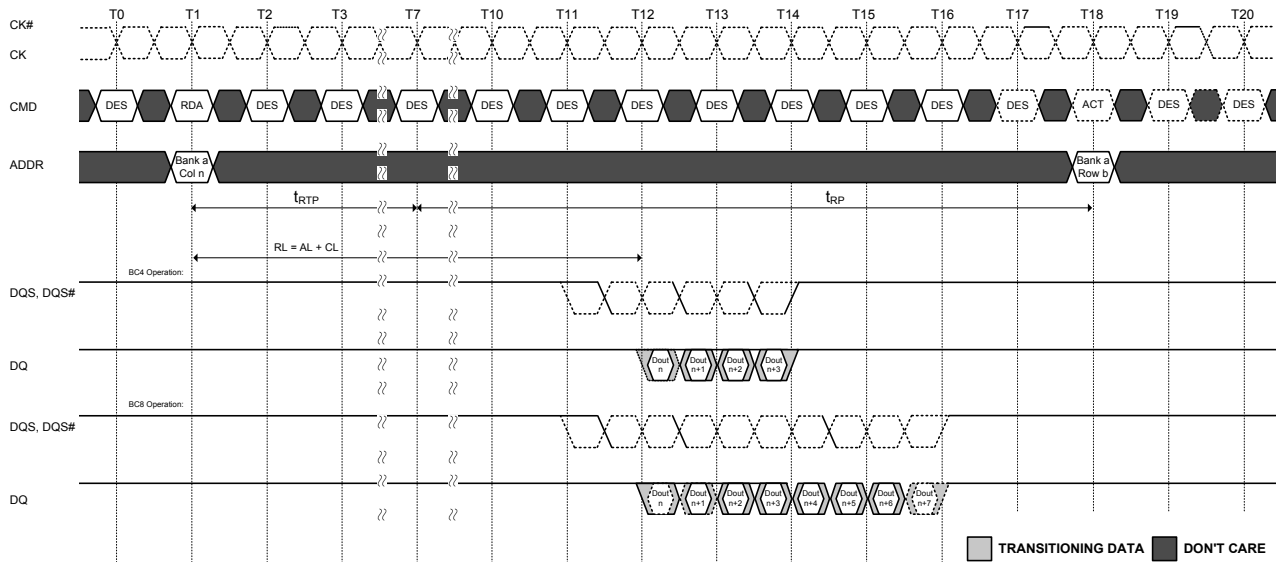 T0 T1 T2 T3 T7 T10 T11 T12 T13 T14 T15 T16 T17 T18 T19 T20
CK#
CK
CMD DES RDA DES DES DES DES DES DES DES DES DES DES DES ACT DES DES
ADDR Bank a Bank a
Col n Row b
tRTP tRP
RL = AL + CL
BC4 Operation:
DQS, DQS#
DQ Dout Dout Dout Dout
n n+1 n+2 n+3
BC8 Operation:
DQS, DQS#
DQ Dout Dout Dout Dout Dout Dout Dout Dout
n n+1 n+2 n+3 n+4 n+5 n+6 n+7
TRANSITIONING DATA DON'T CARE